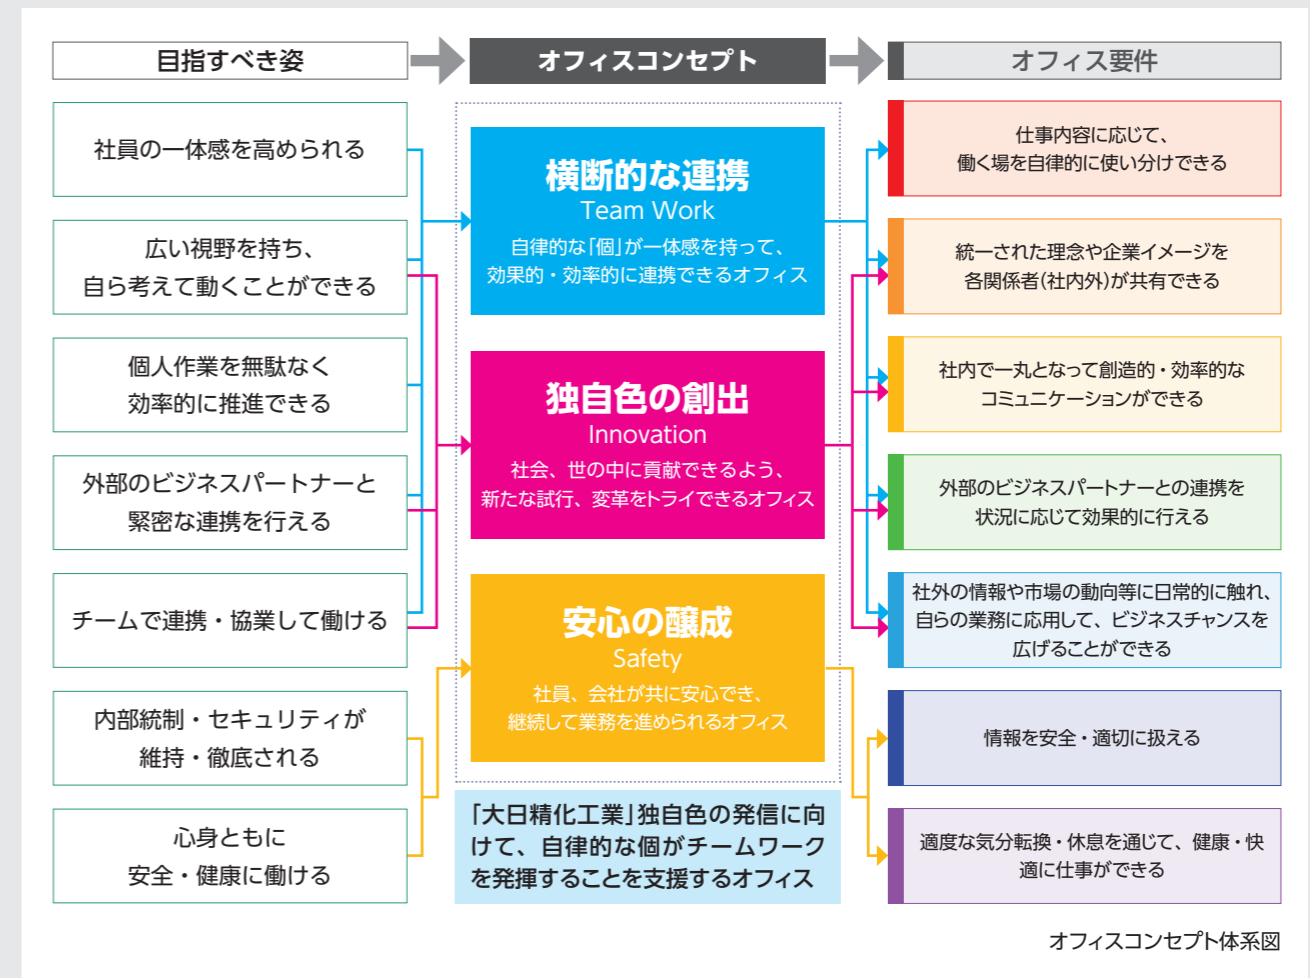 目指すべき姿
オフィスコンセプト
オフィス要件
社員の一体感を高められる
広い視野を持ち、
自ら考えて動くことができる
個人作業を無駄なく
効率的に推進できる
外部のビジネスパートナーと
緊密な連携を行える
チームで連携・協業して働ける
内部統制・セキュリティが
維持・徹底される
心身ともに
安全・健康に働ける
横断的な連携
Team Work
自律的な「個」が一体感を持って、
効果的・効率的に連携できるオフィス
独自色の創出
Innovation
社会、世の中に貢献できるよう、
新たな試行、変革をトライできるオフィス
安心の醸成
Safety
社員、会社が共に安心でき、
継続して業務を進められるオフィス
「大日精化工業」独自色の発信に向
けて、自律的な個がチームワーク
を発揮することを支援するオフィス
仕事内容に応じて、
働く場を自律的に使い分けできる
統一された理念や企業イメージを
各関係者(社内外)が共有できる
社内で一丸となって創造的・効率的な
コミュニケーションができる
外部のビジネスパートナーとの連携を
状況に応じて効果的に行える
社外の情報や市場の動向等に日常的に触れ、
自らの業務に応用して、ビジネスチャンスを
広げることができる
情報を安全・適切に扱える
適度な気分転換・休息を通じて、健康・快
適に仕事ができる
オフィスコンセプト体系図